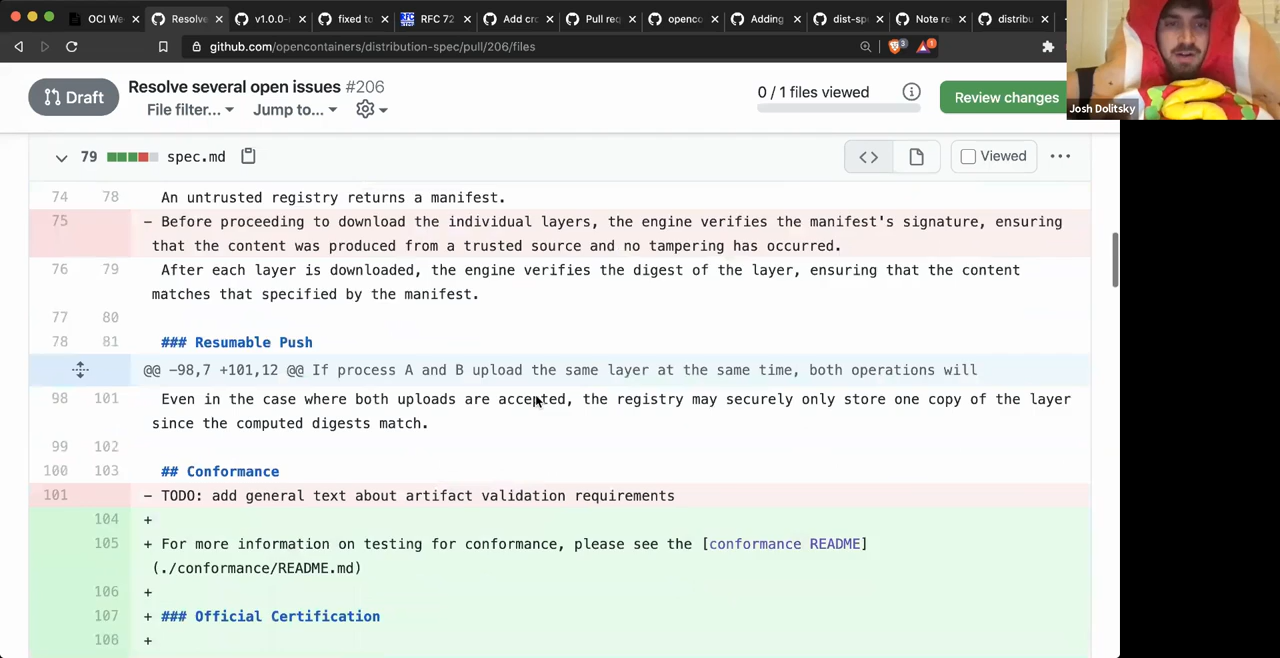 OCI We
Resolve
v1.0.0-
fixed to
RFC 72
Add cr
Pull req
openco
Adding
dist-sp
Note re
distribu
github.com/opencontainers/distribution-spec/pull/206/files
3
1
Draft
Resolve several open issues #206
File filter...
Jump to...
0 / 1 files viewed
Review changes
Josh Dolitsky
79
spec.md
<>
Viewed
74 78 An untrusted registry returns a manifest.
75 - Before proceeding to download the individual layers, the engine verifies the manifest's signature, ensuring
that the content was produced from a trusted source and no tampering has occurred.
76 79 After each layer is downloaded, the engine verifies the digest of the layer, ensuring that the content
matches that specified by the manifest.
77 80
78 81 ### Resumable Push
@@ -98,7 +101,12 @@ If process A and B upload the same layer at the same time, both operations will
98 101 Even in the case where both uploads are accepted, the registry may securely only store one copy of the layer
since the computed digests match.
99 102
100 103 ## Conformance
101 - TODO: add general text about artifact validation requirements
104 +
105 + For more information on testing for conformance, please see the [conformance README]
(./conformance/README.md)
106 +
107 + ### Official Certification
108 +